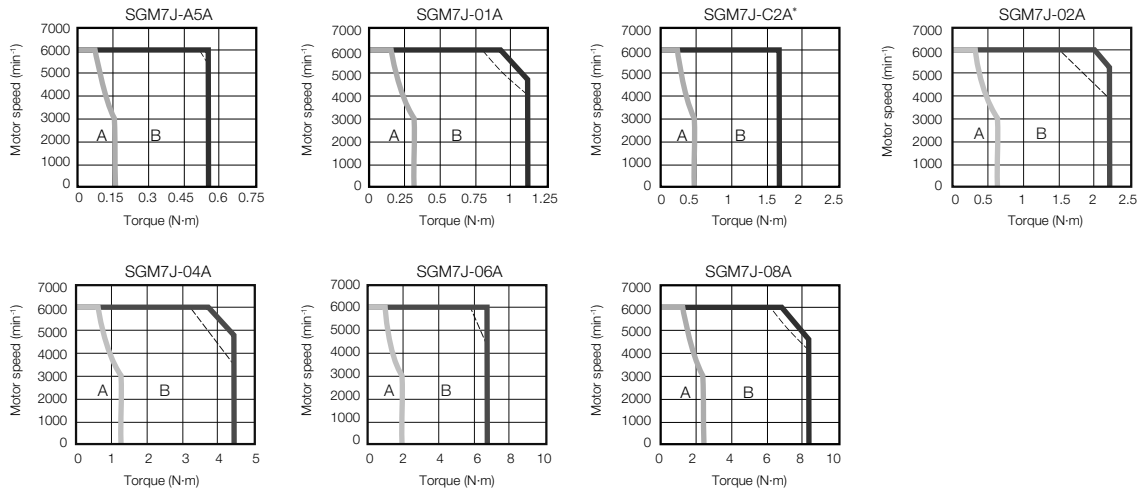 SGM7J-A5A
Motor speed (min⁻¹)
7000
6000
5000
4000
3000
2000
1000
0
A
B
0 0.15 0.3 0.45 0.6 0.75
Torque (N·m)
SGM7J-01A
Motor speed (min⁻¹)
7000
6000
5000
4000
3000
2000
1000
0
A
B
0 0.25 0.5 0.75 1 1.25
Torque (N·m)
SGM7J-C2A*
Motor speed (min⁻¹)
7000
6000
5000
4000
3000
2000
1000
0
A
B
0 0.5 1 1.5 2 2.5
Torque (N·m)
SGM7J-02A
Motor speed (min⁻¹)
7000
6000
5000
4000
3000
2000
1000
0
A
B
0 0.5 1 1.5 2 2.5
Torque (N·m)
SGM7J-04A
Motor speed (min⁻¹)
7000
6000
5000
4000
3000
2000
1000
0
A
B
0 1 2 3 4 5
Torque (N·m)
SGM7J-06A
Motor speed (min⁻¹)
7000
6000
5000
4000
3000
2000
1000
0
A
B
0 2 4 6 8 10
Torque (N·m)
SGM7J-08A
Motor speed (min⁻¹)
7000
6000
5000
4000
3000
2000
1000
0
A
B
0 2 4 6 8 10
Torque (N·m)